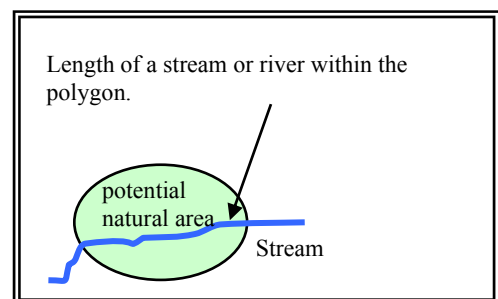 Length of a stream or river within the
polygon.
potential
natural area
Stream